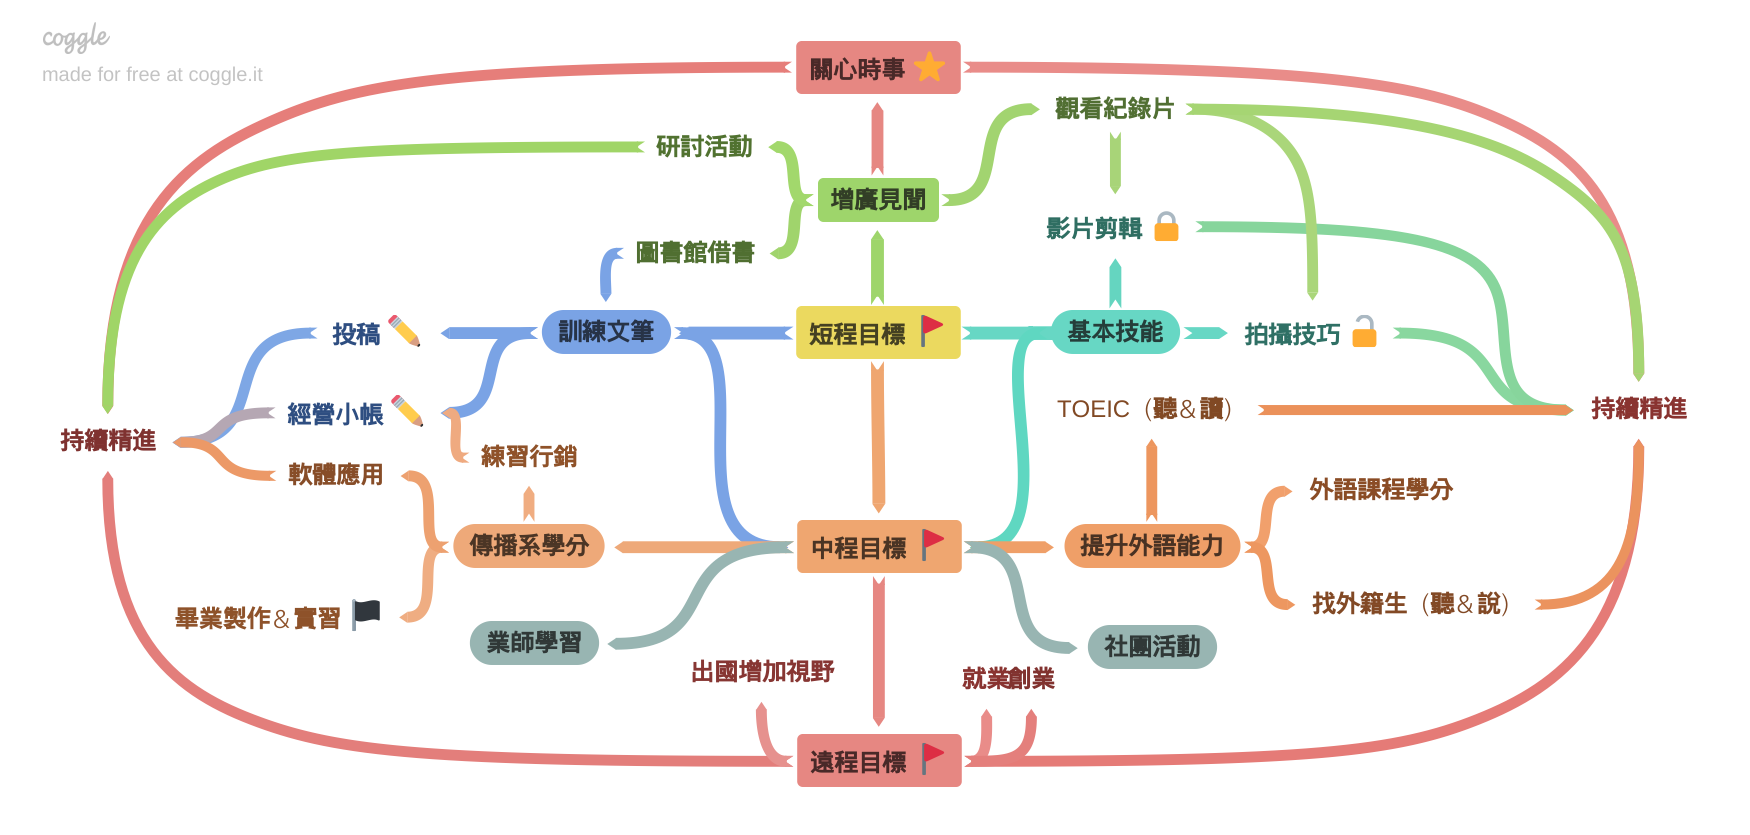 coggle
made for free at coggle.it
關心時事
觀看紀錄片
研討活動
增廣見聞
影片剪輯
圖書館借書
投稿
訓練文筆
短程目標
基本技能
拍攝技巧
經營小帳
TOEIC（聽&讀）
持續精進
持續精進
練習行銷
軟體應用
外語課程學分
傳播系學分
中程目標
提升外語能力
畢業製作&實習
找外籍生（聽&說）
業師學習
社團活動
出國增加視野
就業
創業
遠程目標